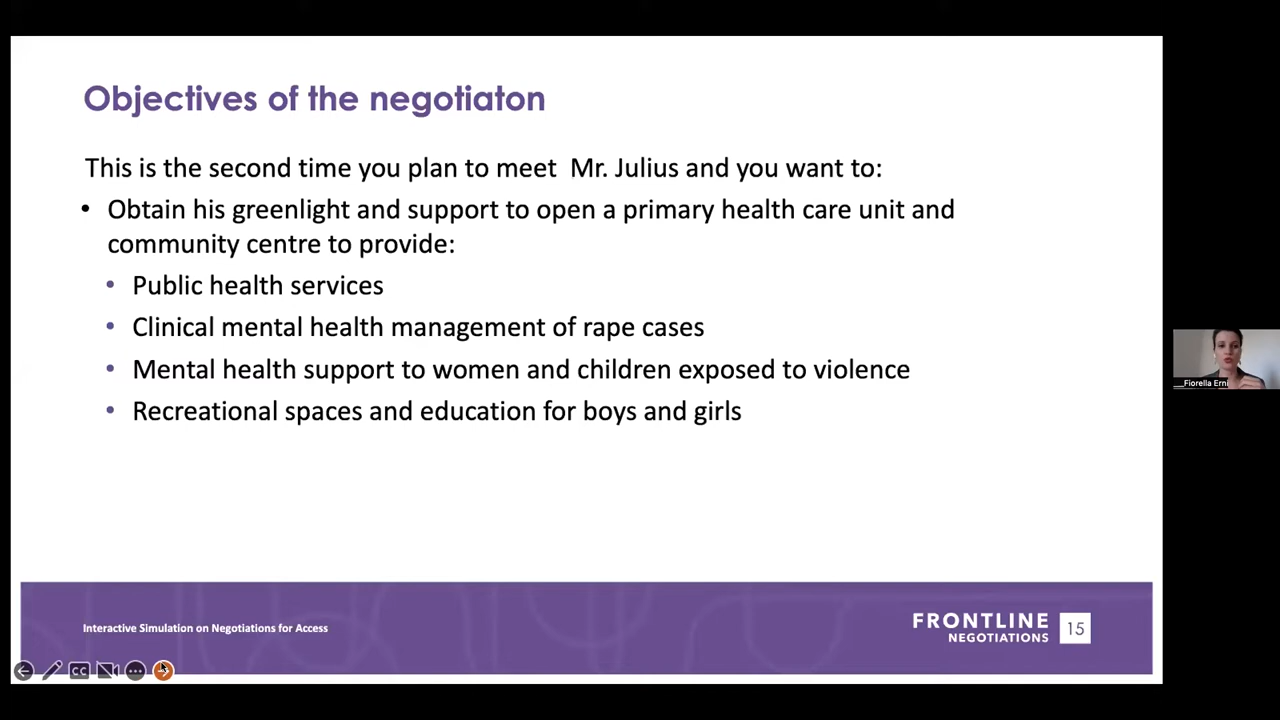 Objectives of the negotiaton
This is the second time you plan to meet Mr. Julius and you want to:
• Obtain his greenlight and support to open a primary health care unit and
community centre to provide:
• Public health services
• Clinical mental health management of rape cases
• Mental health support to women and children exposed to violence
• Recreational spaces and education for boys and girls
__Fiorella Erni
Interactive Simulation on Negotiations for Access
FRONTLINE
NEGOTIATIONS
15
CC